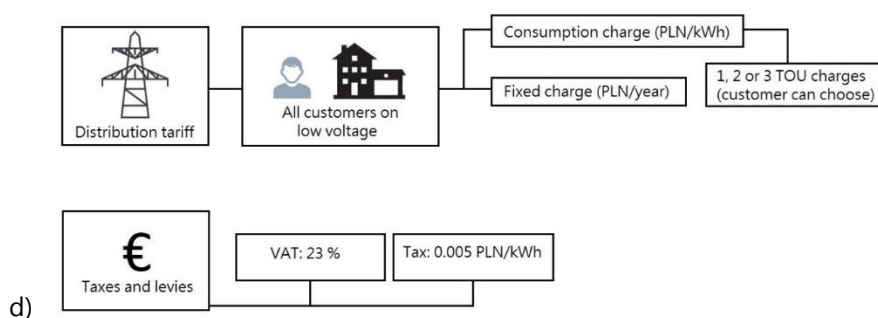 Distribution tariff
All customers on
low voltage
Consumption charge (PLN/kWh)
Fixed charge (PLN/year)
1, 2 or 3 TOU charges
(customer can choose)
€
Taxes and levies
VAT: 23 %
Tax: 0.005 PLN/kWh
d)